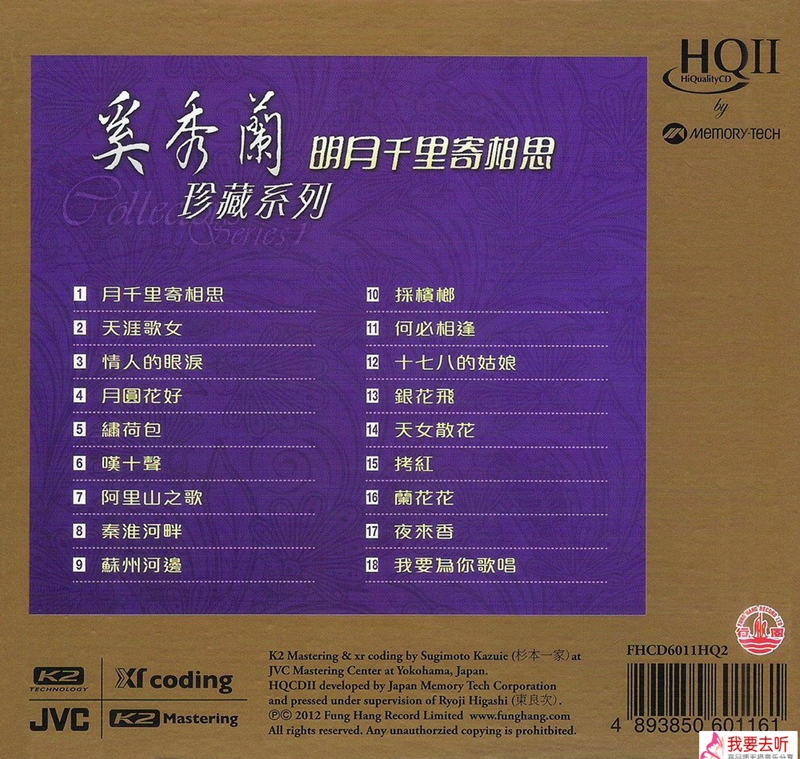 HQII
HiQualityCD
by
MEMORY-TECH
奚秀蘭 明月千里寄相思
珍藏系列
Series 1
1 月千里寄相思
2 天涯歌女
3 情人的眼淚
4 月圓花好
5 繡荷包
6 嘆十聲
7 阿里山之歌
8 秦淮河畔
9 蘇州河邊
10 採檳榔
11 何必相逢
12 十七八的姑娘
13 銀花飛
14 天女散花
15 拷紅
16 蘭花花
17 夜來香
18 我要為你歌唱
K2
TECHNOLOGY
xr coding
JVC
K2 Mastering
K2 Mastering & xr coding by Sugimoto Kazuie (杉本一家) at
JVC Mastering Center at Yokohama, Japan.
HQCDII developed by Japan Memory Tech Corporation
and pressed under supervision of Ryoji Higashi (東良次).
℗© 2012 Fung Hang Record Limited www.funghang.com
All rights reserved. Any unauthorzied copying is prohtbited.
FUNG HANG RECORD LTD
FHCD6011HQ2
4 893850 601161
我要去听